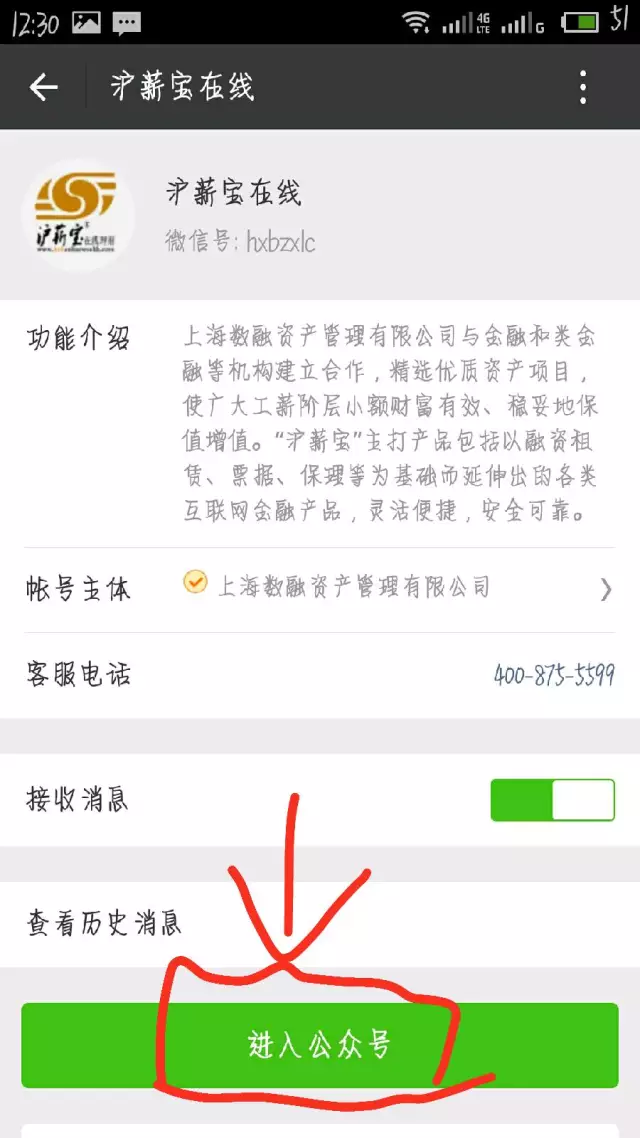 12:30
4G
LTE
G
51
沪薪宝在线
沪薪宝
沪薪宝在线
微信号: hxbzxlc
功能介绍
上海数融资产管理有限公司与金融和类金
融等机构建立合作，精选优质资产项目，
使广大工薪阶层小额财富有效、稳妥地保
值增值。“沪薪宝”主打产品包括以融资租
赁、票据、保理等为基础而延伸出的各类
互联网金融产品，灵活便捷，安全可靠。
帐号主体
上海数融资产管理有限公司
客服电话
400-875-5599
接收消息
查看历史消息
进入公众号